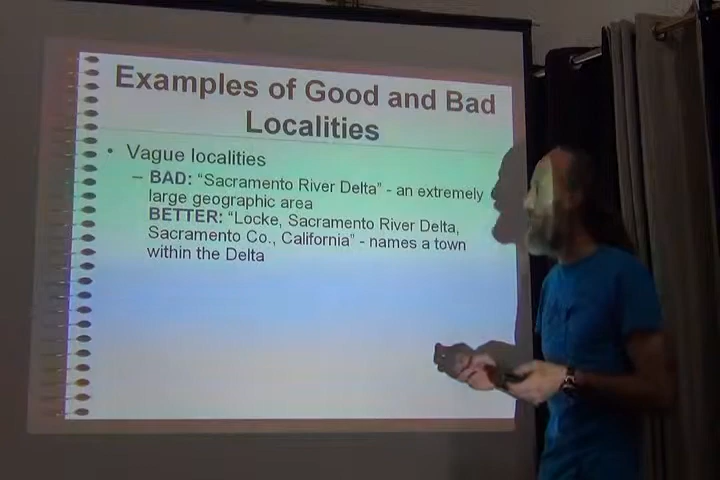 Examples of Good and Bad
Localities
• Vague localities
– BAD: “Sacramento River Delta” - an extremely
large geographic area
BETTER: “Locke, Sacramento River Delta,
Sacramento Co., California” - names a town
within the Delta